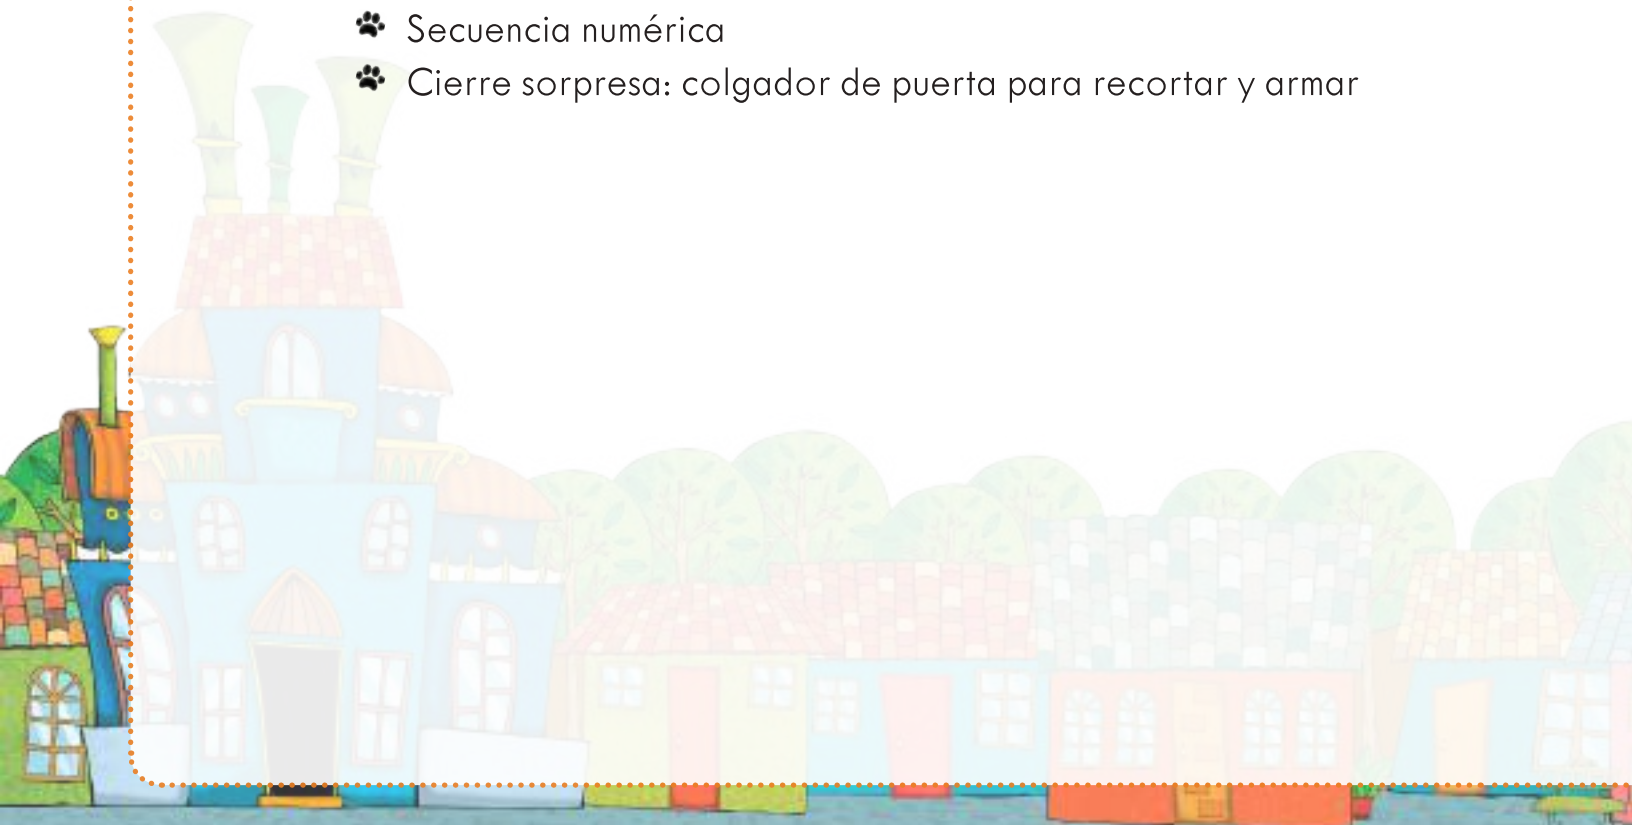 Secuencia numérica
Cierre sorpresa: colgador de puerta para recortar y armar